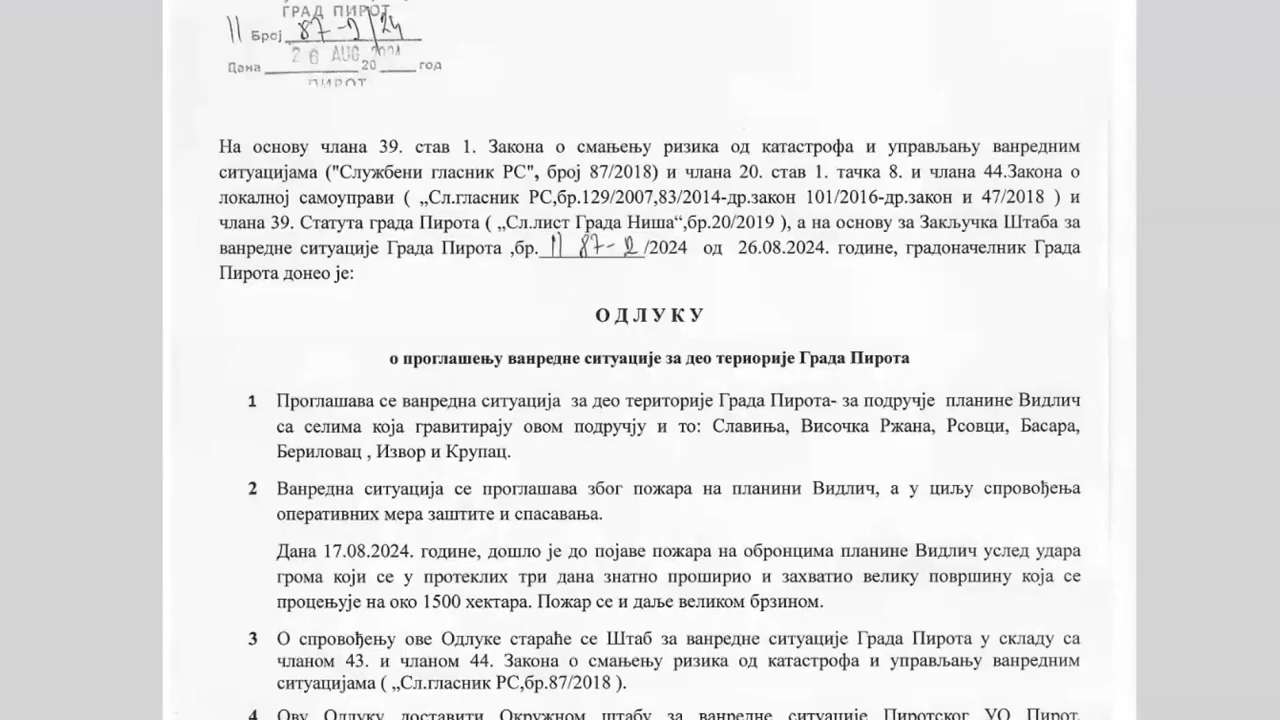 ГРАД ПИРОТ
II Број 87-2/24
26 AUG 2024
Дана 20 год
ПИРОТ
На основу члана 39. став 1. Закона о смањењу ризика од катастрофа и управљању ванредним
ситуацијама ("Службени гласник РС", број 87/2018) и члана 20. став 1. тачка 8. и члана 44.Закона о
локалној самоуправи ( „Сл.гласник РС,бр.129/2007,83/2014-др.закон 101/2016-др.закон и 47/2018 ) и
члана 39. Статута града Пирота ( „Сл.лист Града Ниша“,бр.20/2019 ), а на основу за Закључка Штаба за
ванредне ситуације Града Пирота ,бр. II 87-2/2024 од 26.08.2024. године, градоначелник Града
Пирота донео је:
О Д Л У К У
о проглашењу ванредне ситуације за део териорије Града Пирота
1 Проглашава се ванредна ситуација за део територије Града Пирота- за подручје планине Видлич
са селима која гравитирају овом подручју и то: Славиња, Височка Ржана, Рсовци, Басара,
Бериловац , Извор и Крупац.
2 Ванредна ситуација се проглашава због пожара на планини Видлич, а у циљу спровођења
оперативних мера заштите и спасавања.
Дана 17.08.2024. године, дошло је до појаве пожара на обронцима планине Видлич услед удара
грома који се у протеклих три дана знатно проширио и захватио велику површину која се
процењује на око 1500 хектара. Пожар се и даље великом брзином.
3 О спровођењу ове Одлуке стараће се Штаб за ванредне ситуације Града Пирота у складу са
чланом 43. и чланом 44. Закона о смањењу ризика од катастрофа и управљању ванредним
ситуацијама ( „Сл.гласник РС,бр.87/2018 ).
4 Ову Одлуку доставити Окружном штабу за ванредне ситуације Пиротског УО Пирот,